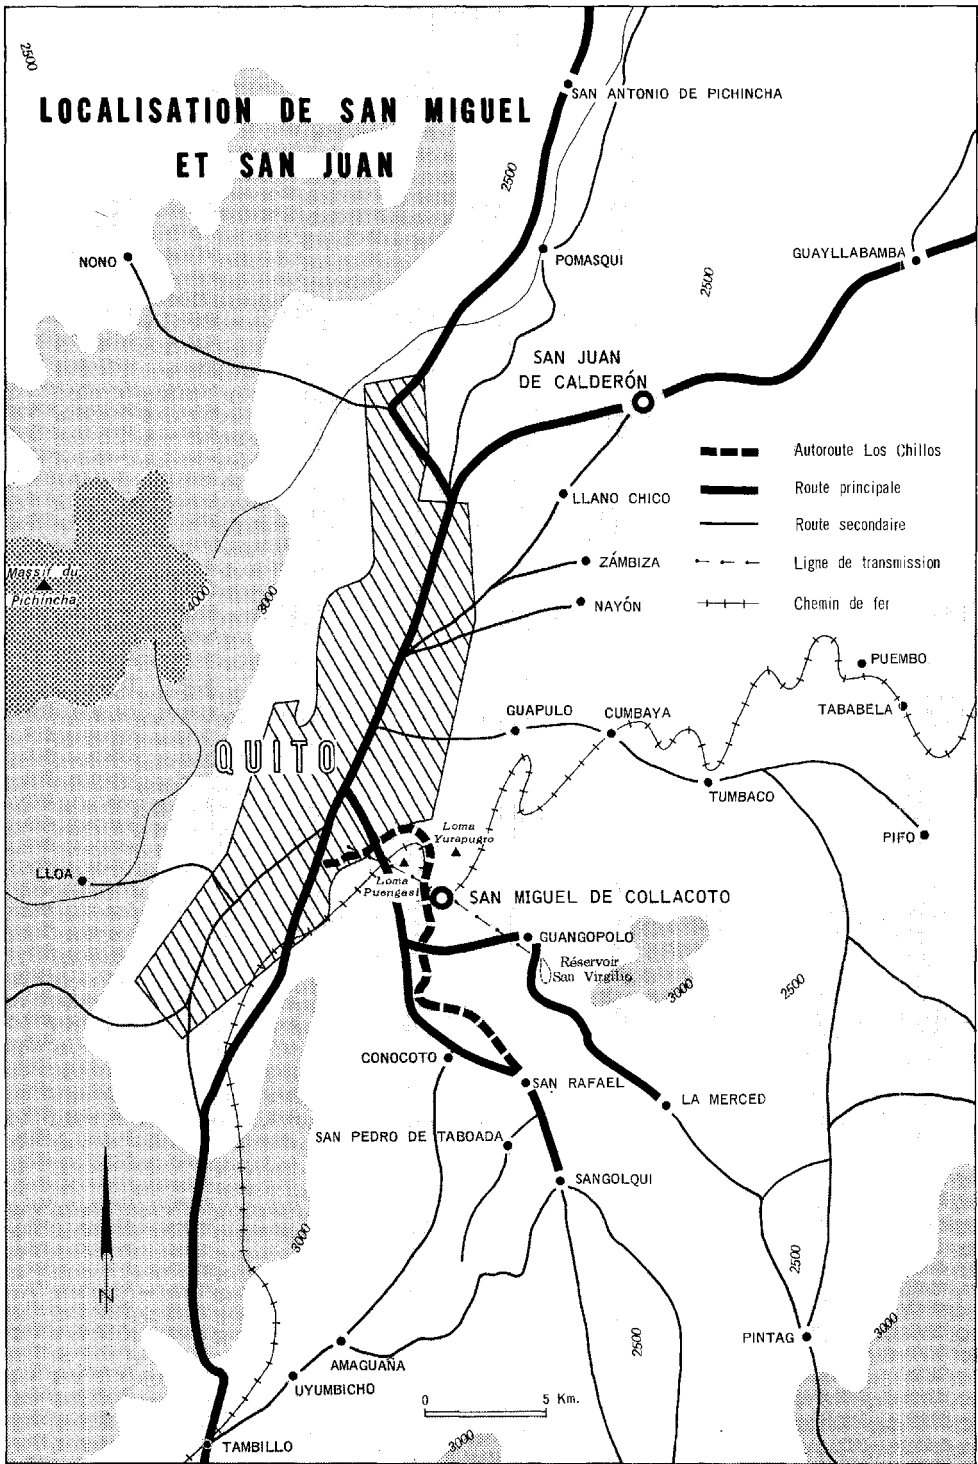 2500
LOCALISATION DE SAN MIGUEL
ET SAN JUAN
SAN ANTONIO DE PICHINCHA
2500
NONO
POMASQUI
GUAYLLABAMBA
2500
SAN JUAN
DE CALDERÓN
Autoroute Los Chillos
Route principale
Route secondaire
Ligne de transmission
Chemin de fer
LLANO CHICO
ZÁMBIZA
NAYÓN
Massif du
Pichincha
4000
3000
PUEMBO
TABABELA
GUAPULO
CUMBAYA
QUITO
TUMBACO
PIFO
Loma
Yurapugro
LLOA
Loma
Puengasi
SAN MIGUEL DE COLLACOTO
GUANGOPOLO
Réservoir
San Virgilio
3000
2500
CONOCOTO
SAN RAFAEL
LA MERCED
SAN PEDRO DE TABOADA
SANGOLQUI
3000
2500
N
2500
PINTAG
3000
AMAGUAÑA
UYUMBICHO
0 5 Km.
TAMBILLO
3000